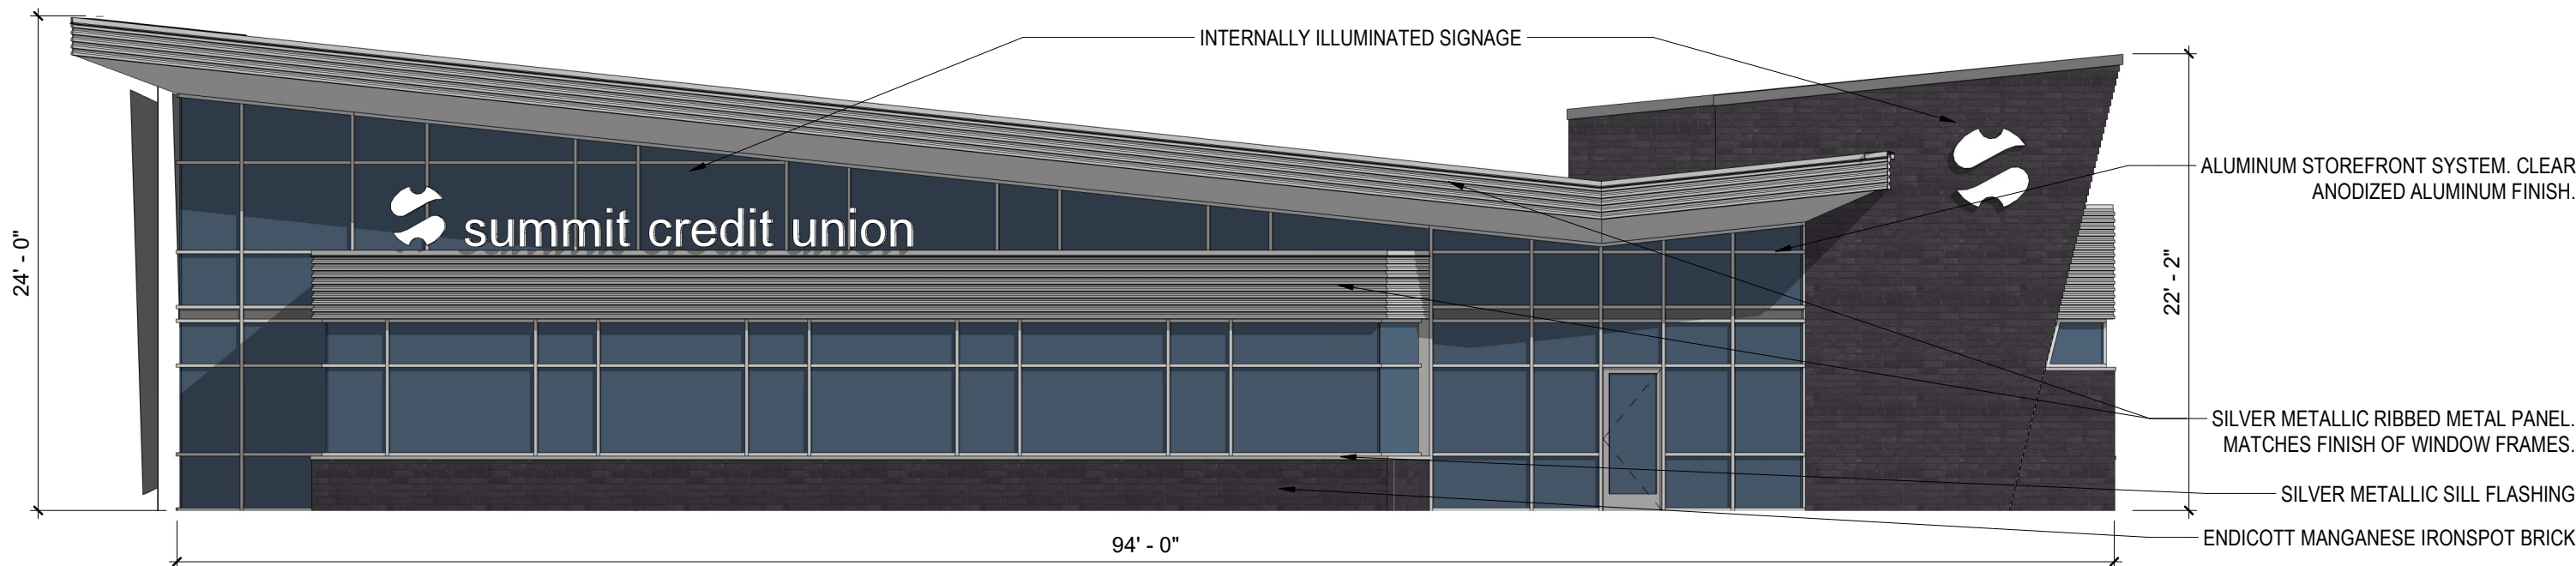 INTERNALLY ILLUMINATED SIGNAGE
ALUMINUM STOREFRONT SYSTEM. CLEAR
ANODIZED ALUMINUM FINISH.
summit credit union
24' - 0"
22' - 2"
SILVER METALLIC RIBBED METAL PANEL.
MATCHES FINISH OF WINDOW FRAMES.
SILVER METALLIC SILL FLASHING
ENDICOTT MANGANESE IRONSPOT BRICK
94' - 0"